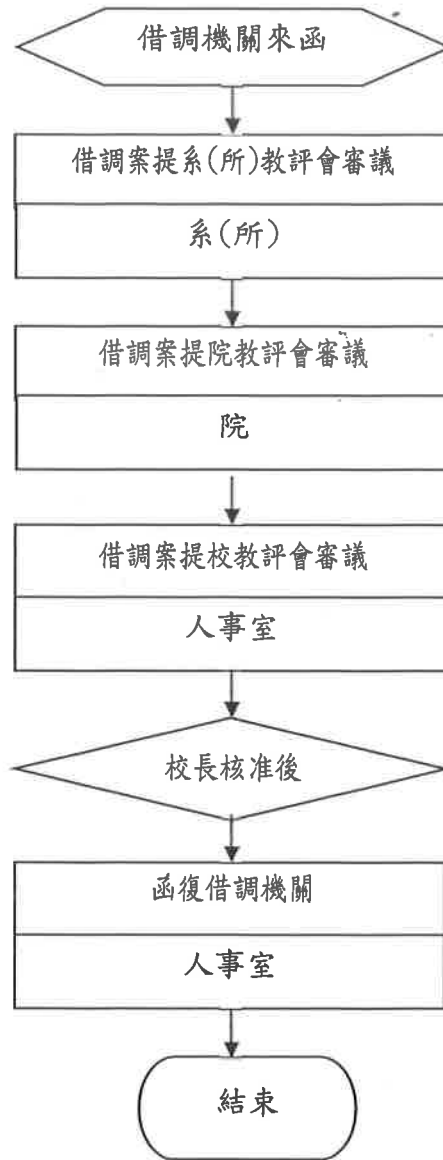 借調機關來函
借調案提系(所)教評會審議
系(所)
借調案提院教評會審議
院
借調案提校教評會審議
人事室
校長核准後
函復借調機關
人事室
結束